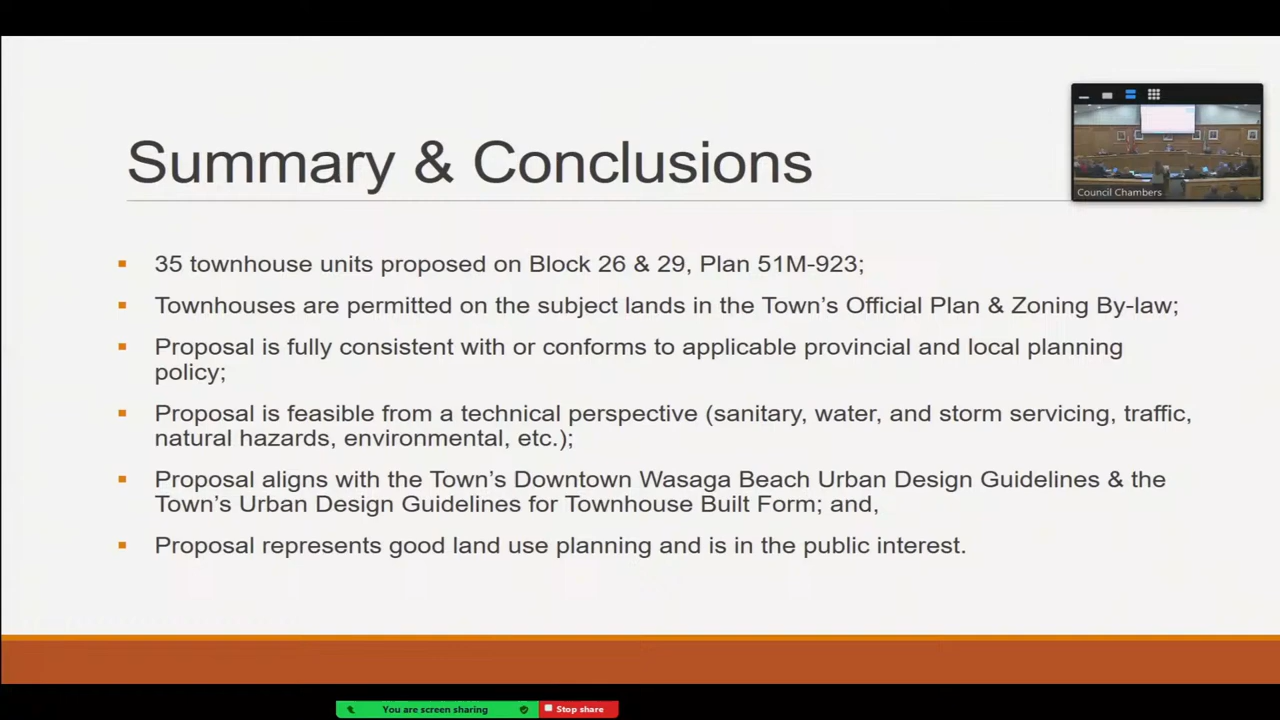 Summary & Conclusions
Council Chambers
▪ 35 townhouse units proposed on Block 26 & 29, Plan 51M-923;
▪ Townhouses are permitted on the subject lands in the Town’s Official Plan & Zoning By-law;
▪ Proposal is fully consistent with or conforms to applicable provincial and local planning
policy;
▪ Proposal is feasible from a technical perspective (sanitary, water, and storm servicing, traffic,
natural hazards, environmental, etc.);
▪ Proposal aligns with the Town’s Downtown Wasaga Beach Urban Design Guidelines & the
Town’s Urban Design Guidelines for Townhouse Built Form; and,
▪ Proposal represents good land use planning and is in the public interest.
You are screen sharing
Stop share